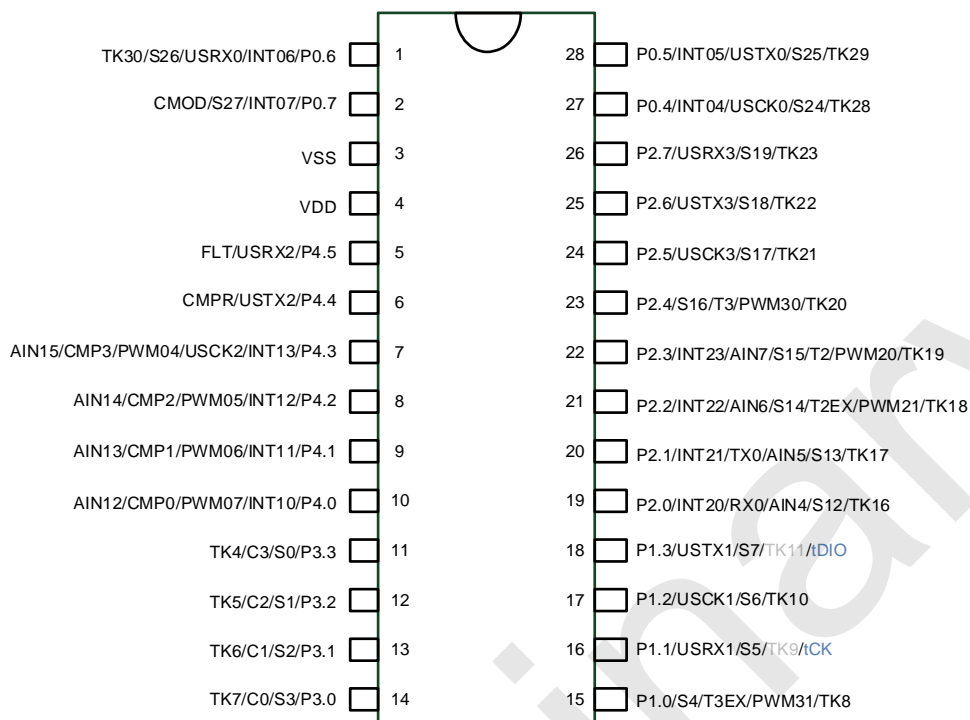 TK30/S26/USRX0/INT06/P0.6 1 28 P0.5/INT05/USTX0/S25/TK29
CMOD/S27/INT07/P0.7 2 27 P0.4/INT04/USCK0/S24/TK28
VSS 3 26 P2.7/USRX3/S19/TK23
VDD 4 25 P2.6/USTX3/S18/TK22
FLT/USRX2/P4.5 5 24 P2.5/USCK3/S17/TK21
CMPR/USTX2/P4.4 6 23 P2.4/S16/T3/PWM30/TK20
AIN15/CMP3/PWM04/USCK2/INT13/P4.3 7 22 P2.3/INT23/AIN7/S15/T2/PWM20/TK19
AIN14/CMP2/PWM05/INT12/P4.2 8 21 P2.2/INT22/AIN6/S14/T2EX/PWM21/TK18
AIN13/CMP1/PWM06/INT11/P4.1 9 20 P2.1/INT21/TX0/AIN5/S13/TK17
AIN12/CMP0/PWM07/INT10/P4.0 10 19 P2.0/INT20/RX0/AIN4/S12/TK16
TK4/C3/S0/P3.3 11 18 P1.3/USTX1/S7/TK11/tDIO
TK5/C2/S1/P3.2 12 17 P1.2/USCK1/S6/TK10
TK6/C1/S2/P3.1 13 16 P1.1/USRX1/S5/TK9/tCK
TK7/C0/S3/P3.0 14 15 P1.0/S4/T3EX/PWM31/TK8